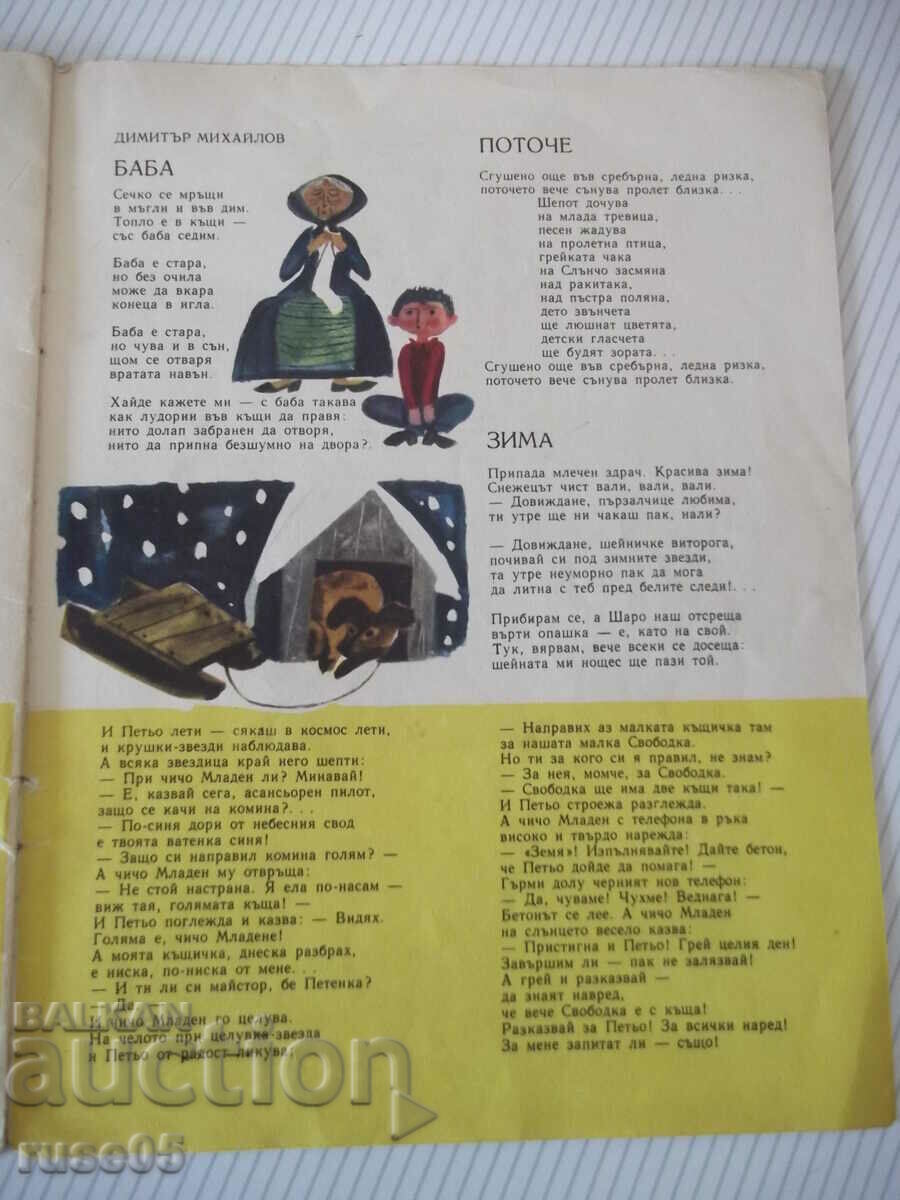 ДИМИТЪР МИХАЙЛОВ
БАБА
Сечко се мръщи
в мъгли и във дим.
Топло е в къщи —
със баба седим.
Баба е стара,
но без очила
може да вкара
конеца в игла.
Баба е стара,
но чува и в сън,
щом се отваря
вратата навън.
Хайде кажете ми — с баба такава
как лудории във къщи да правя:
нито долап забранен да отворя,
нито да припна безшумно на двора?.
ПОТОЧЕ
Сгушено още във сребърна, ледна ризка,
поточето вече сънува пролет близка. . .
Шепот дочува
на млада тревица,
песен жадува
на пролетна птица,
грейката чака
на Слънчо засмяна
над ракитака,
над пъстра поляна,
дето звънчета
ще люшнат цветята,
детски гласчета
ще будят зората. . .
Сгушено още във сребърна, ледна ризка,
поточето вече сънува пролет близка.
ЗИМА
Припада млечен здрач. Красива зима!
Снежецът чист вали, вали, вали.
— Довиждане, пързалчице любима,
ти утре ще ни чакаш пак, нали?
— Довиждане, шейничке виторога,
почивай си под зимните звезди,
та утре неуморно пак да мога
да литна с теб пред белите следи!. . .
Прибирам се, а Шаро наш отсреща
върти опашка — е, като на свой.
Тук, вярвам, вече всеки се досеща:
шейната ми нощес ще пази той.
И Петьо лети — сякаш в космос лети,
и крушки-звезди наблюдава.
А всяка звездица край него шепти:
— При чичо Младен ли? Минавай!
— Е, казвай сега, асансьорен пилот,
защо се качи на комина?. . .
— По-синя дори от небесния свод
е твоята ватенка синя!
— Защо си направил комина голям? —
А чичо Младен му отвръща:
— Не стой настрана. Я ела по-насам —
виж тая, голямата къща! —
И Петьо поглежда и казва: — Видях.
Голяма е, чичо Младене!
А моята къщичка, днеска разбрах,
е ниска, по-ниска от мене. . .
— И ти ли си майстор, бе Петенка?
— Да. . .
И чичо Младен го целува.
На челото при целувка-звезда
и Петьо от радост ликува.
— Направих аз малката къщичка там
за нашата малка Свободка.
Но ти за кого си я правил, не знам?
— За нея, момче, за Свободка.
— Свободка ще има две къщи така! —
И Петьо строежа разглежда.
А чичо Младен с телефона в ръка
високо и твърдо нарежда:
— «Земя»! Изпълнявайте! Дайте бетон,
че Петьо дойде да помага! —
Гърми долу черният нов телефон:
— Да, чуваме! Чухме! Веднага! —
Бетонът се лее. А чичо Младен
на слънцето весело казва:
— Пристигна и Петьо! Грей целия ден!
Завършим ли — пак не залязвай!
А грей и разказвай —
да знаят навред,
че вече Свободка е с къща!
Разказвай за Петьо! За всички наред!
За мене запитат ли — също!
BALKAN
auction
ruse05